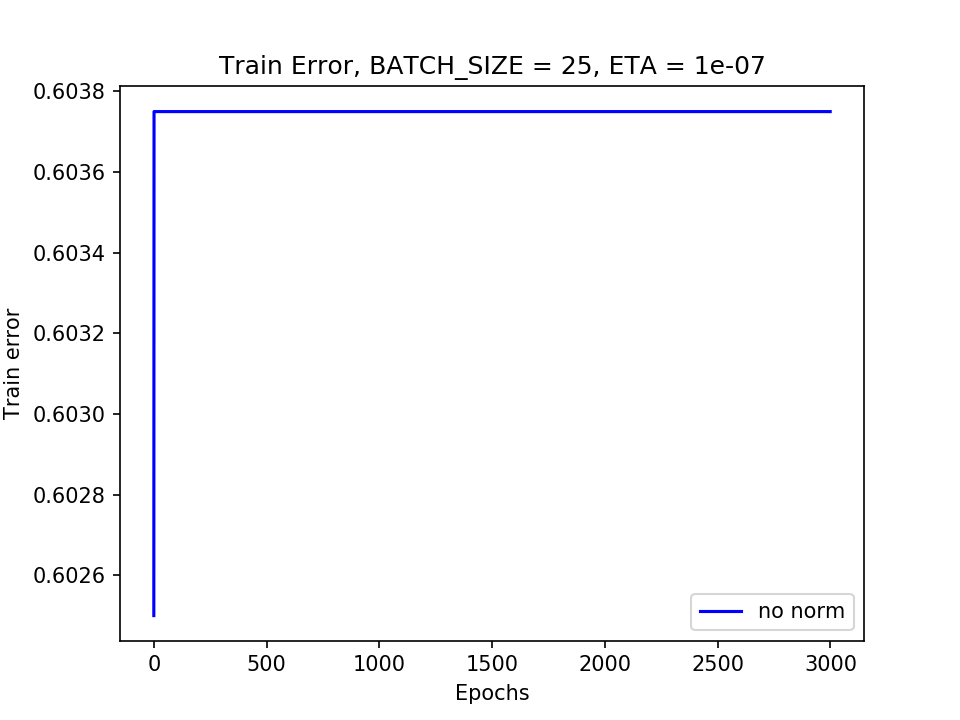 Train Error, BATCH_SIZE = 25, ETA = 1e-07
0.6038
0.6036
0.6034
0.6032
0.6030
0.6028
0.6026
Train error
no norm
0 500 1000 1500 2000 2500 3000
Epochs